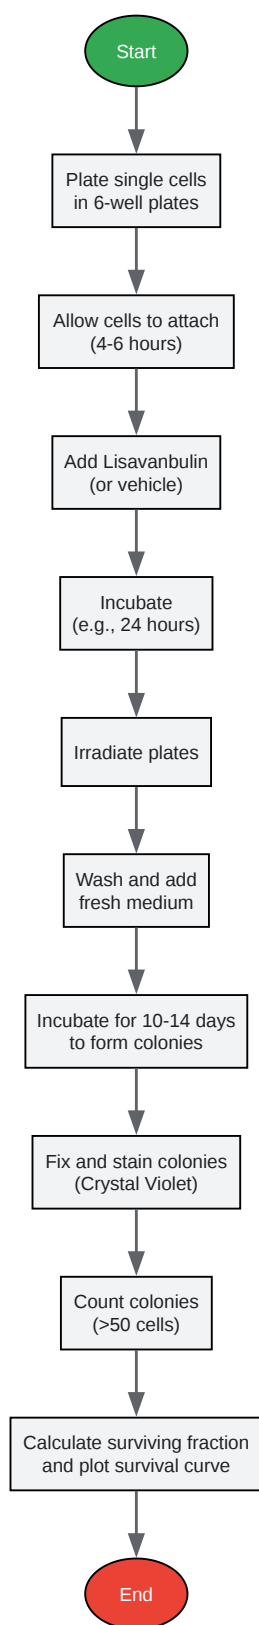 Start
Plate single cells
in 6-well plates
Allow cells to attach
(4-6 hours)
Add Lisavanbulin
(or vehicle)
Incubate
(e.g., 24 hours)
Irradiate plates
Wash and add
fresh medium
Incubate for 10-14 days
to form colonies
Fix and stain colonies
(Crystal Violet)
Count colonies
(>50 cells)
Calculate surviving fraction
and plot survival curve
End